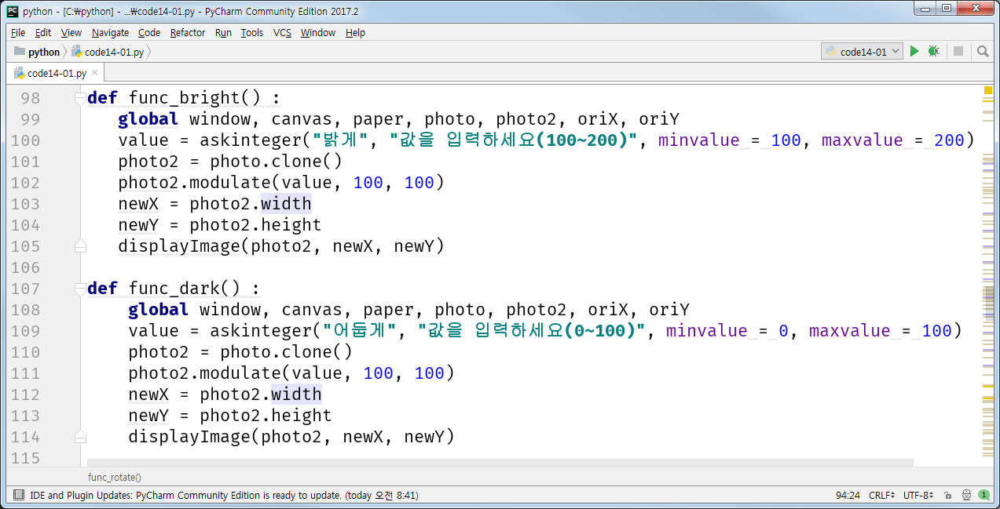 python - [C:₩python] - ...₩code14-01.py - PyCharm Community Edition 2017.2
File Edit View Navigate Code Refactor Run Tools VCS Window Help
python code14-01.py code14-01
code14-01.py
98 def func_bright() :
99 global window, canvas, paper, photo, photo2, oriX, oriY
100 value = askinteger("밝게", "값을 입력하세요(100~200)", minvalue = 100, maxvalue = 200)
101 photo2 = photo.clone()
102 photo2.modulate(value, 100, 100)
103 newX = photo2.width
104 newY = photo2.height
105 displayImage(photo2, newX, newY)
106
107 def func_dark() :
108 global window, canvas, paper, photo, photo2, oriX, oriY
109 value = askinteger("어둡게", "값을 입력하세요(0~100)", minvalue = 0, maxvalue = 100)
110 photo2 = photo.clone()
111 photo2.modulate(value, 100, 100)
112 newX = photo2.width
113 newY = photo2.height
114 displayImage(photo2, newX, newY)
115
func_rotate()
IDE and Plugin Updates: PyCharm Community Edition is ready to update. (today 오전 8:41) 94:24 CRLF UTF-8 1